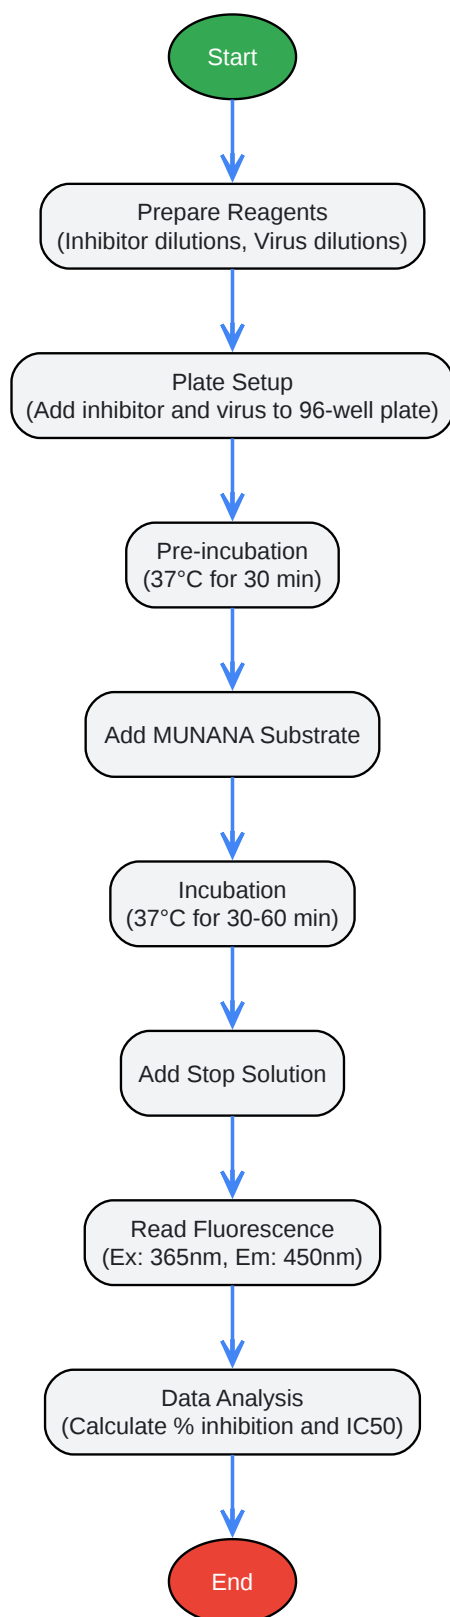 Start
Prepare Reagents
(Inhibitor dilutions, Virus dilutions)
Plate Setup
(Add inhibitor and virus to 96-well plate)
Pre-incubation
(37°C for 30 min)
Add MUNANA Substrate
Incubation
(37°C for 30-60 min)
Add Stop Solution
Read Fluorescence
(Ex: 365nm, Em: 450nm)
Data Analysis
(Calculate % inhibition and IC50)
End